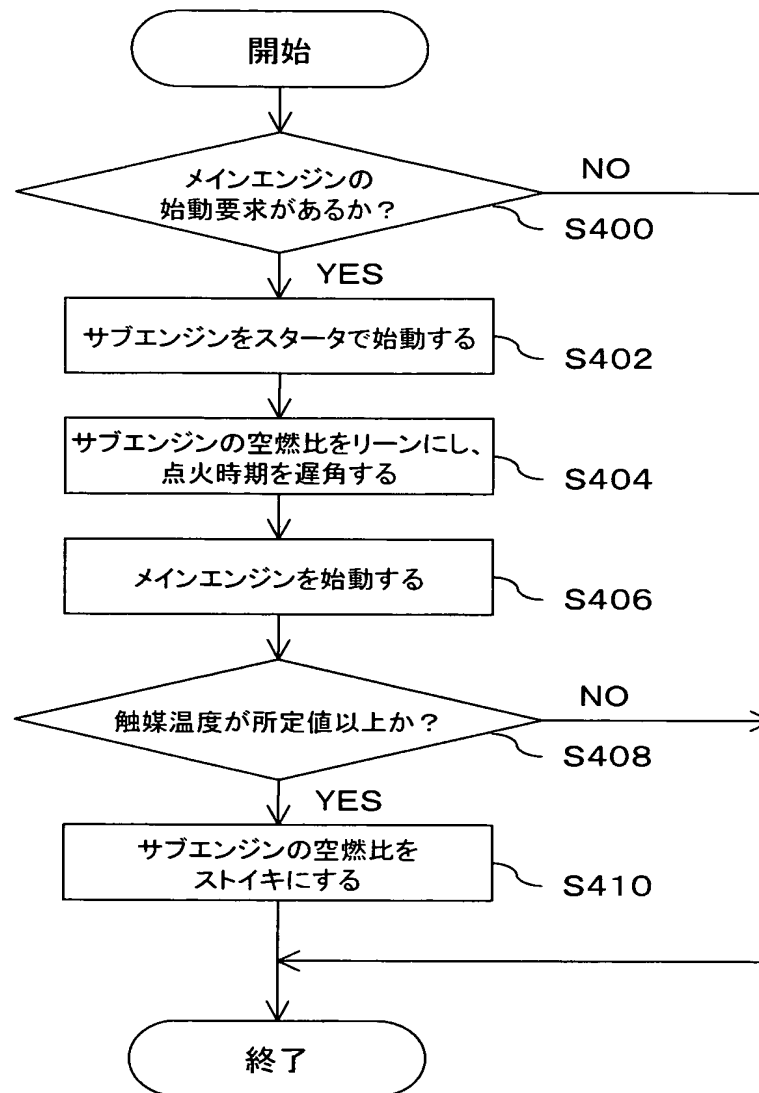 開始
メインエンジンの
始動要求があるか？
NO
S400
YES
サブエンジンをスタータで始動する
S402
サブエンジンの空燃比をリーンにし、
点火時期を遅角する
S404
メインエンジンを始動する
S406
触媒温度が所定値以上か？
NO
S408
YES
サブエンジンの空燃比を
ストイキにする
S410
終了